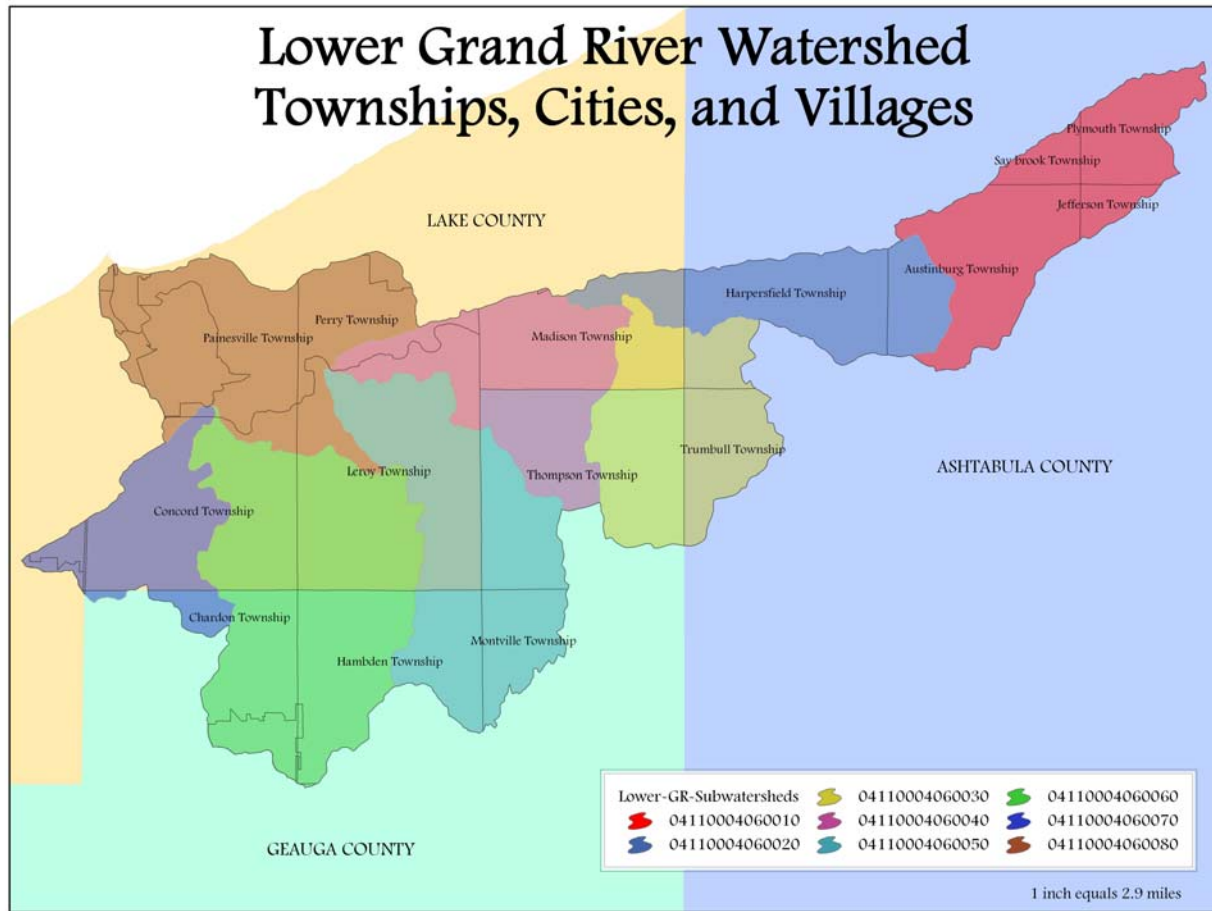 Lower Grand River Watershed
Townships, Cities, and Villages
Plymouth Township
Saybrook Township
Jefferson Township
LAKE COUNTY
Austinburg Township
Harpersfield Township
Perry Township
Painesville Township
Madison Township
Trumbull Township
Leroy Township
Thompson Township
ASHTABULA COUNTY
Concord Township
Chardon Township
Montville Township
Hambden Township
GEAUGA COUNTY
Lower-GR-Subwatersheds
04110004060010
04110004060020
04110004060030
04110004060040
04110004060050
04110004060060
04110004060070
04110004060080
1 inch equals 2.9 miles